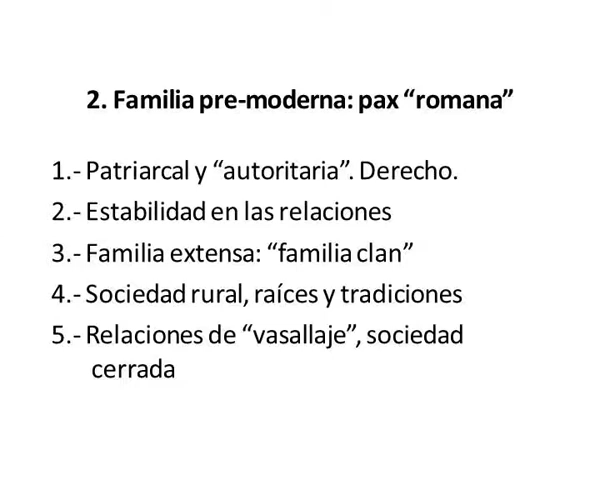 2. Familia pre-moderna: pax “romana”
1.- Patriarcal y “autoritaria”. Derecho.
2.- Estabilidad en las relaciones
3.- Familia extensa: “familia clan”
4.- Sociedad rural, raíces y tradiciones
5.- Relaciones de “vasallaje”, sociedad
cerrada